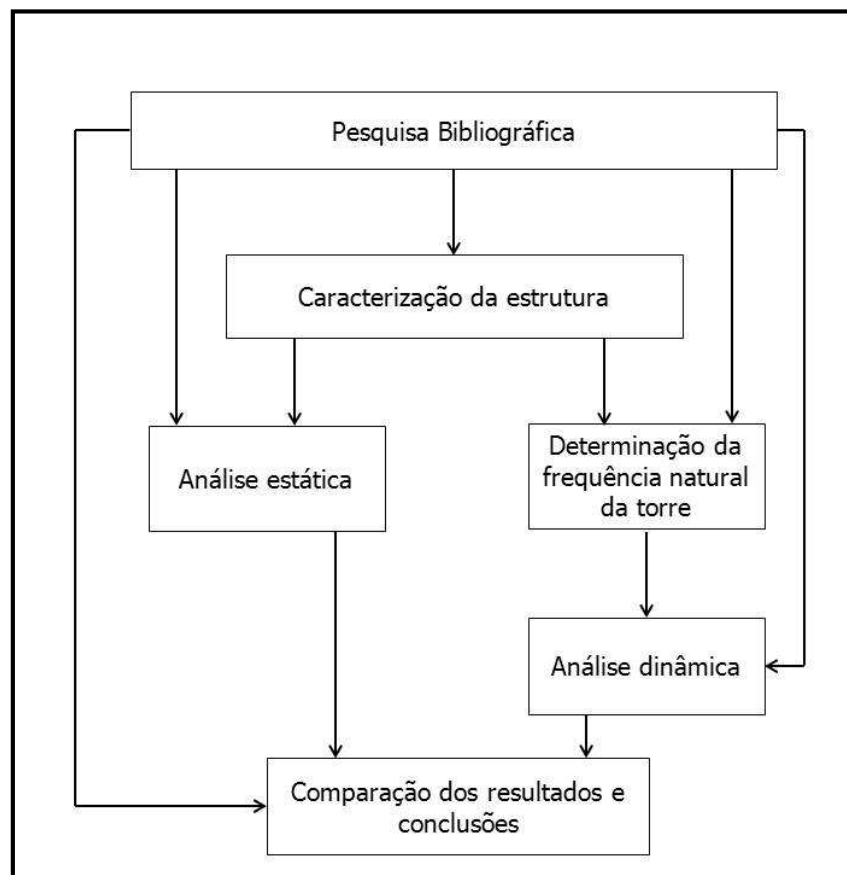 Pesquisa Bibliográfica
Caracterização da estrutura
Análise estática
Determinação da
frequência natural
da torre
Análise dinâmica
Comparação dos resultados e
conclusões